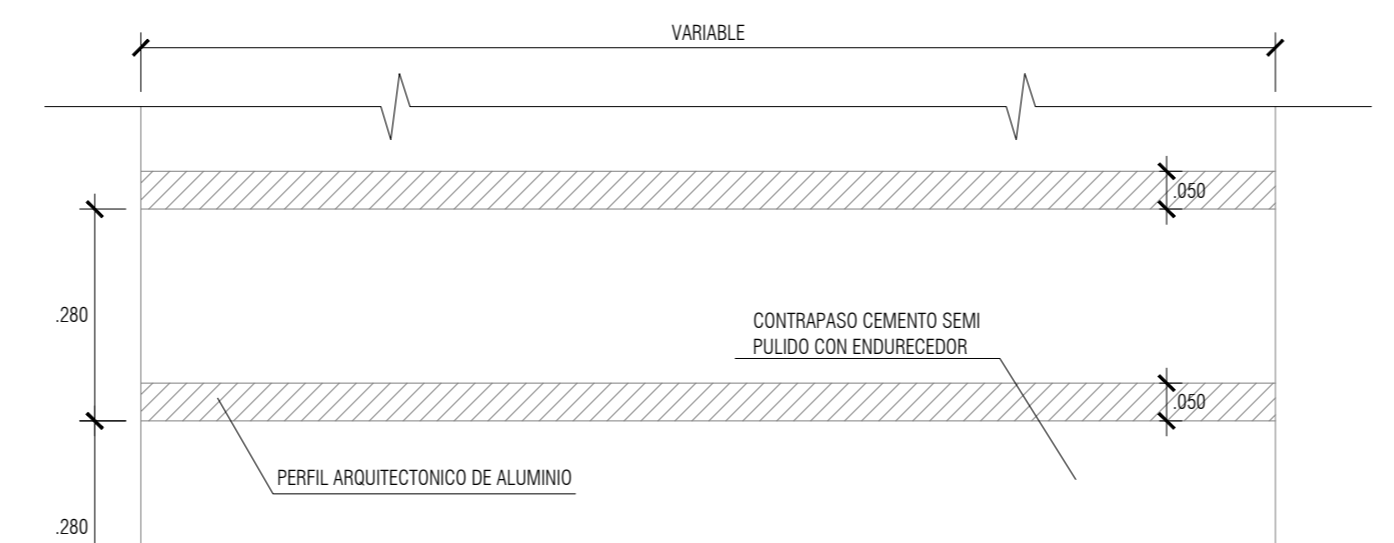 VARIABLE
.050
.280
CONTRAPASO CEMENTO SEMI
PULIDO CON ENDURECEDOR
.050
PERFIL ARQUITECTONICO DE ALUMINIO
.280